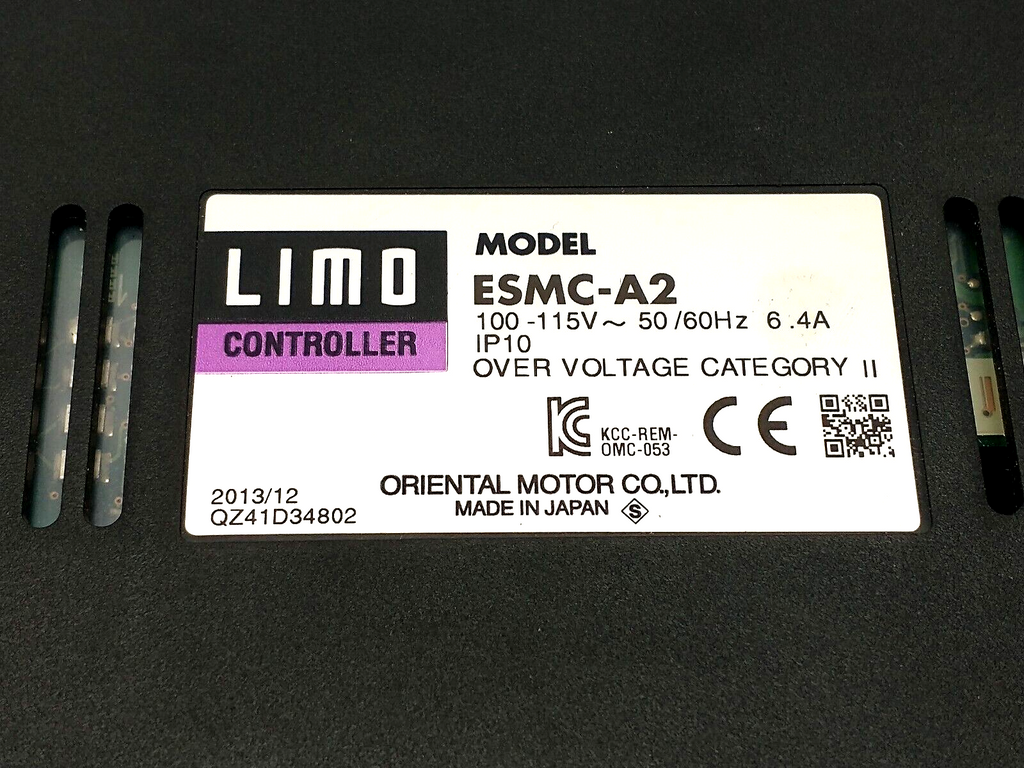 LIMO
CONTROLLER
MODEL
ESMC-A2
100-115V~ 50/60Hz 6.4A
IP10
OVER VOLTAGE CATEGORY II
KCC-REM-
OMC-053
CE
2013/12
QZ41D34802
ORIENTAL MOTOR CO.,LTD.
MADE IN JAPAN S